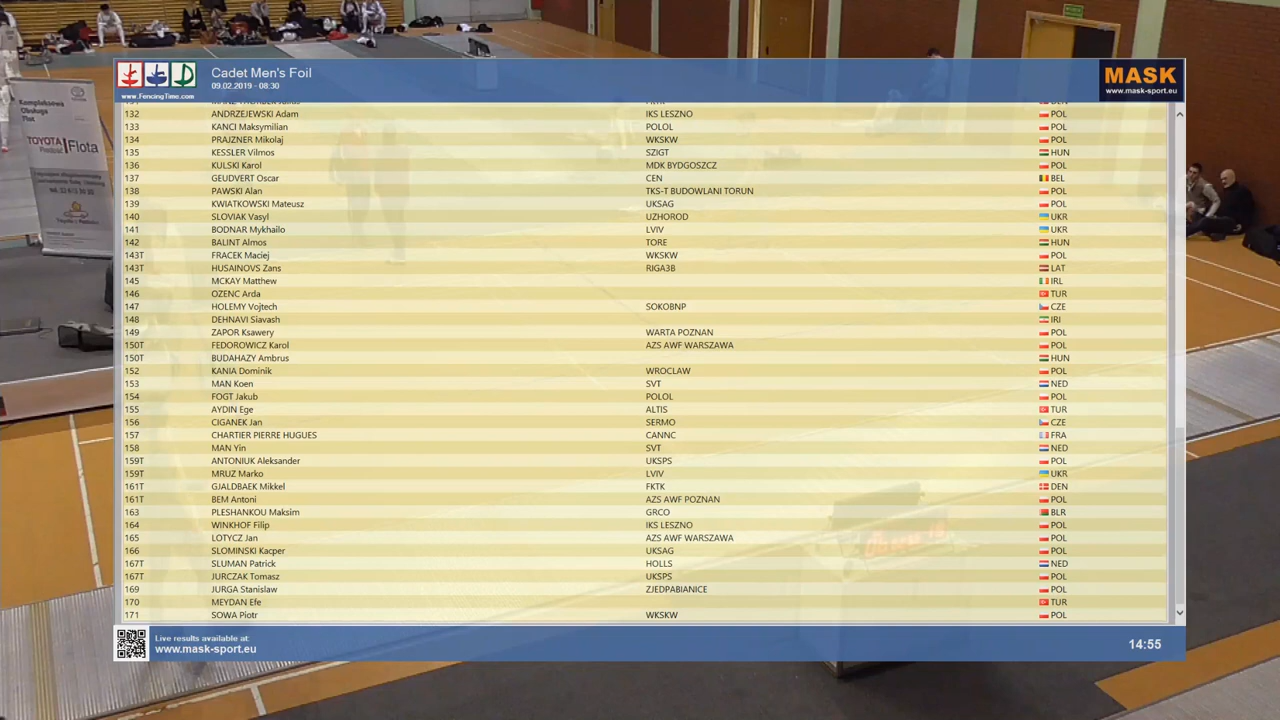 Cadet Men's Foil
09.02.2019 - 08:30
www.FencingTime.com
MASK
www.mask-sport.eu
132 ANDRZEJEWSKI Adam IKS LESZNO POL
133 KANCI Maksymilian POLOL POL
134 PRAJZNER Mikolaj WKSKW POL
135 KESSLER Vilmos SZIGT HUN
136 KULSKI Karol MDK BYDGOSZCZ POL
137 GEUDVERT Oscar CEN BEL
138 PAWSKI Alan TKS-T BUDOWLANI TORUN POL
139 KWIATKOWSKI Mateusz UKSAG POL
140 SLOVIAK Vasyl UZHOROD UKR
141 BODNAR Mykhailo LVIV UKR
142 BALINT Almos TORE HUN
143T FRACEK Maciej WKSKW POL
143T HUSAINOVS Zans RIGA3B LAT
145 MCKAY Matthew IRL
146 OZENC Arda TUR
147 HOLEMY Vojtech SOKOBNP CZE
148 DEHNAVI Siavash IRI
149 ZAPOR Ksawery WARTA POZNAN POL
150T FEDOROWICZ Karol AZS AWF WARSZAWA POL
150T BUDAHAZY Ambrus HUN
152 KANIA Dominik WROCLAW POL
153 MAN Koen SVT NED
154 FOGT Jakub POLOL POL
155 AYDIN Ege ALTIS TUR
156 CIGANEK Jan SERMO CZE
157 CHARTIER PIERRE HUGUES CANNC FRA
158 MAN Yin SVT NED
159T ANTONIUK Aleksander UKSPS POL
159T MRUZ Marko LVIV UKR
161T GJALDBAEK Mikkel FKTK DEN
161T BEM Antoni AZS AWF POZNAN POL
163 PLESHANKOU Maksim GRCO BLR
164 WINKHOF Filip IKS LESZNO POL
165 LOTYCZ Jan AZS AWF WARSZAWA POL
166 SLOMINSKI Kacper UKSAG POL
167T SLUMAN Patrick HOLLS NED
167T JURCZAK Tomasz UKSPS POL
169 JURGA Stanislaw ZJEDPABIANICE POL
170 MEYDAN Efe TUR
171 SOWA Piotr WKSKW POL
Live results available at:
www.mask-sport.eu
14:55
Kompleksowa
Obsługa
Flot
TOYOTA
Flota